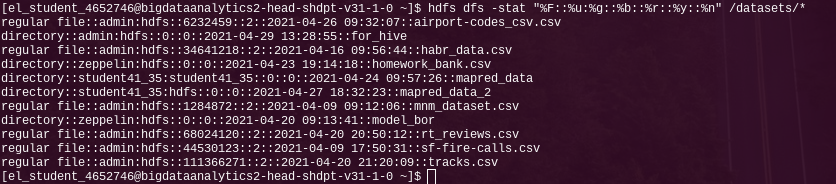 [el_student_4652746@bigdataanalytics2-head-shdpt-v31-1-0 ~]$ hdfs dfs -stat "%F::%u:%g::%b::%r::%y::%n" /datasets/*
regular file::admin:hdfs::6232459::2::2021-04-26 09:32:07::airport-codes_csv.csv
directory::admin:hdfs::0::0::2021-04-29 13:28:55::for_hive
regular file::admin:hdfs::34641218::2::2021-04-16 09:56:44::habr_data.csv
directory::zeppelin:hdfs::0::0::2021-04-23 19:14:18::homework_bank.csv
directory::student41_35:student41_35::0::0::2021-04-24 09:57:26::mapred_data
directory::student41_35:hdfs::0::0::2021-04-27 18:32:23::mapred_data_2
regular file::admin:hdfs::1284872::2::2021-04-09 09:12:06::mnm_dataset.csv
directory::zeppelin:hdfs::0::0::2021-04-20 09:13:41::model_bor
regular file::admin:hdfs::68024120::2::2021-04-20 20:50:12::rt_reviews.csv
regular file::admin:hdfs::44530123::2::2021-04-09 17:50:31::sf-fire-calls.csv
regular file::admin:hdfs::111366271::2::2021-04-20 21:20:09::tracks.csv
[el_student_4652746@bigdataanalytics2-head-shdpt-v31-1-0 ~]$